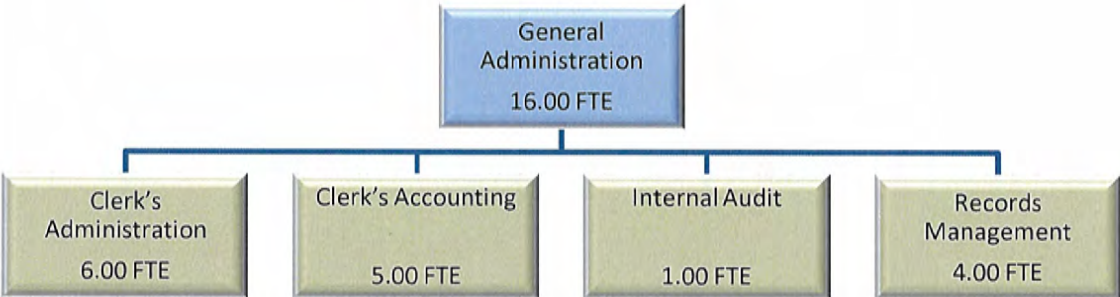 General
Administration
16.00 FTE
Clerk's
Administration
6.00 FTE
Clerk's Accounting
5.00 FTE
Internal Audit
1.00 FTE
Records
Management
4.00 FTE